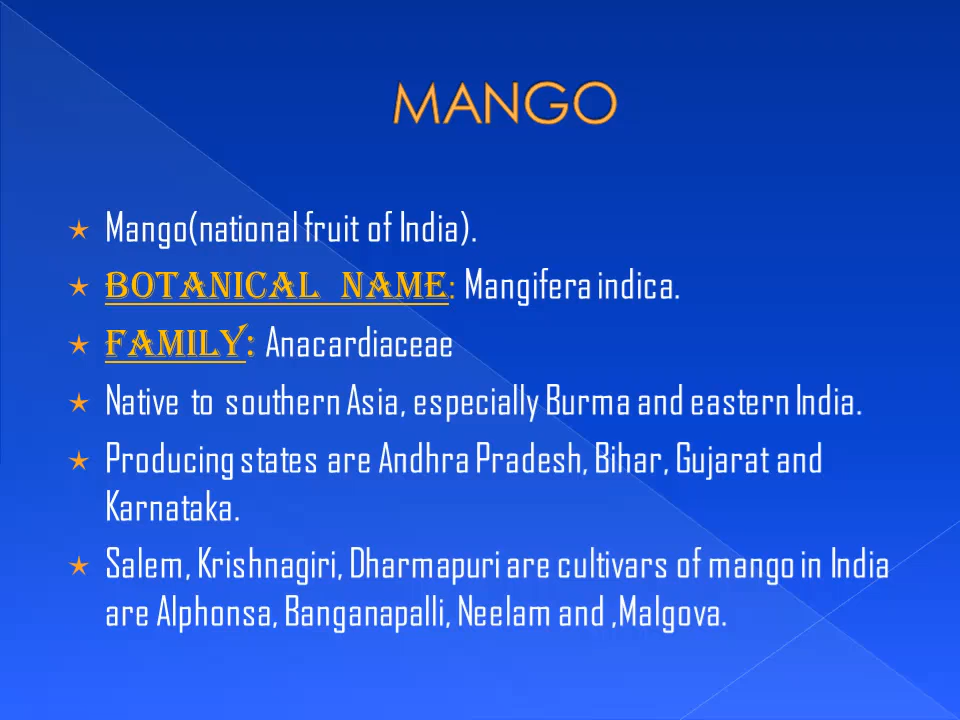 MANGO
Mango(national fruit of India).
BOTANICAL NAME: Mangifera indica.
FAMILY: Anacardiaceae
Native to southern Asia, especially Burma and eastern India.
Producing states are Andhra Pradesh, Bihar, Gujarat and
Karnataka.
Salem, Krishnagiri, Dharmapuri are cultivars of mango in India
are Alphonsa, Banganapalli, Neelam and ,Malgova.